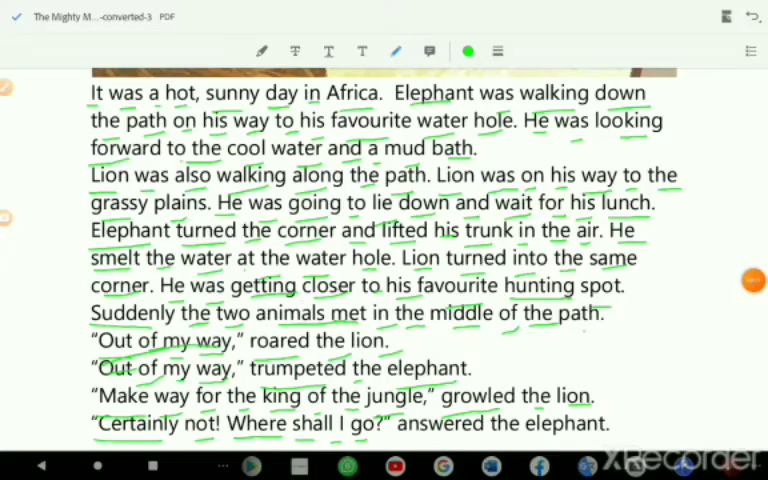 The Mighty M...-converted-3 PDF
It was a hot, sunny day in Africa. Elephant was walking down
the path on his way to his favourite water hole. He was looking
forward to the cool water and a mud bath.
Lion was also walking along the path. Lion was on his way to the
grassy plains. He was going to lie down and wait for his lunch.
Elephant turned the corner and lifted his trunk in the air. He
smelt the water at the water hole. Lion turned into the same
corner. He was getting closer to his favourite hunting spot.
Suddenly the two animals met in the middle of the path.
“Out of my way,” roared the lion.
“Out of my way,” trumpeted the elephant.
“Make way for the king of the jungle,” growled the lion.
“Certainly not! Where shall I go?” answered the elephant.
XRecorder